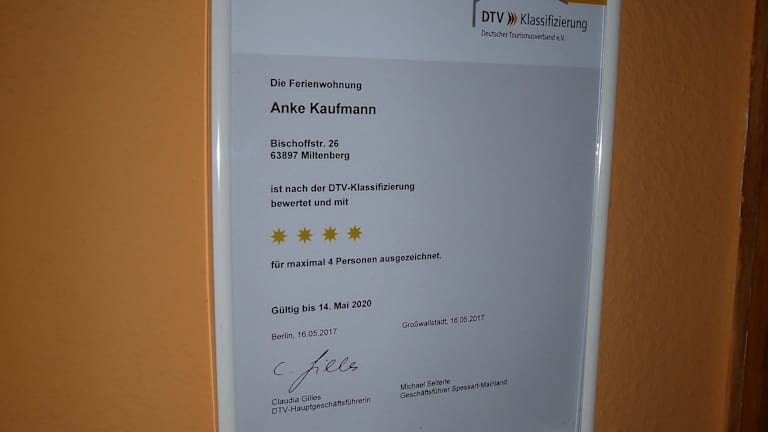 DTV Klassifizierung
Deutscher Tourismusverband e.V.
Die Ferienwohnung
Anke Kaufmann
Bischoffstr. 26
63897 Miltenberg
ist nach der DTV-Klassifizierung
bewertet und mit
für maximal 4 Personen ausgezeichnet.
Gültig bis 14. Mai 2020
Berlin, 16.05.2017
Großwallstadt, 16.05.2017
C. Gilles
Claudia Gilles
DTV-Hauptgeschäftsführerin
Michael Seiterle
Geschäftsführer Spessart-Mainland